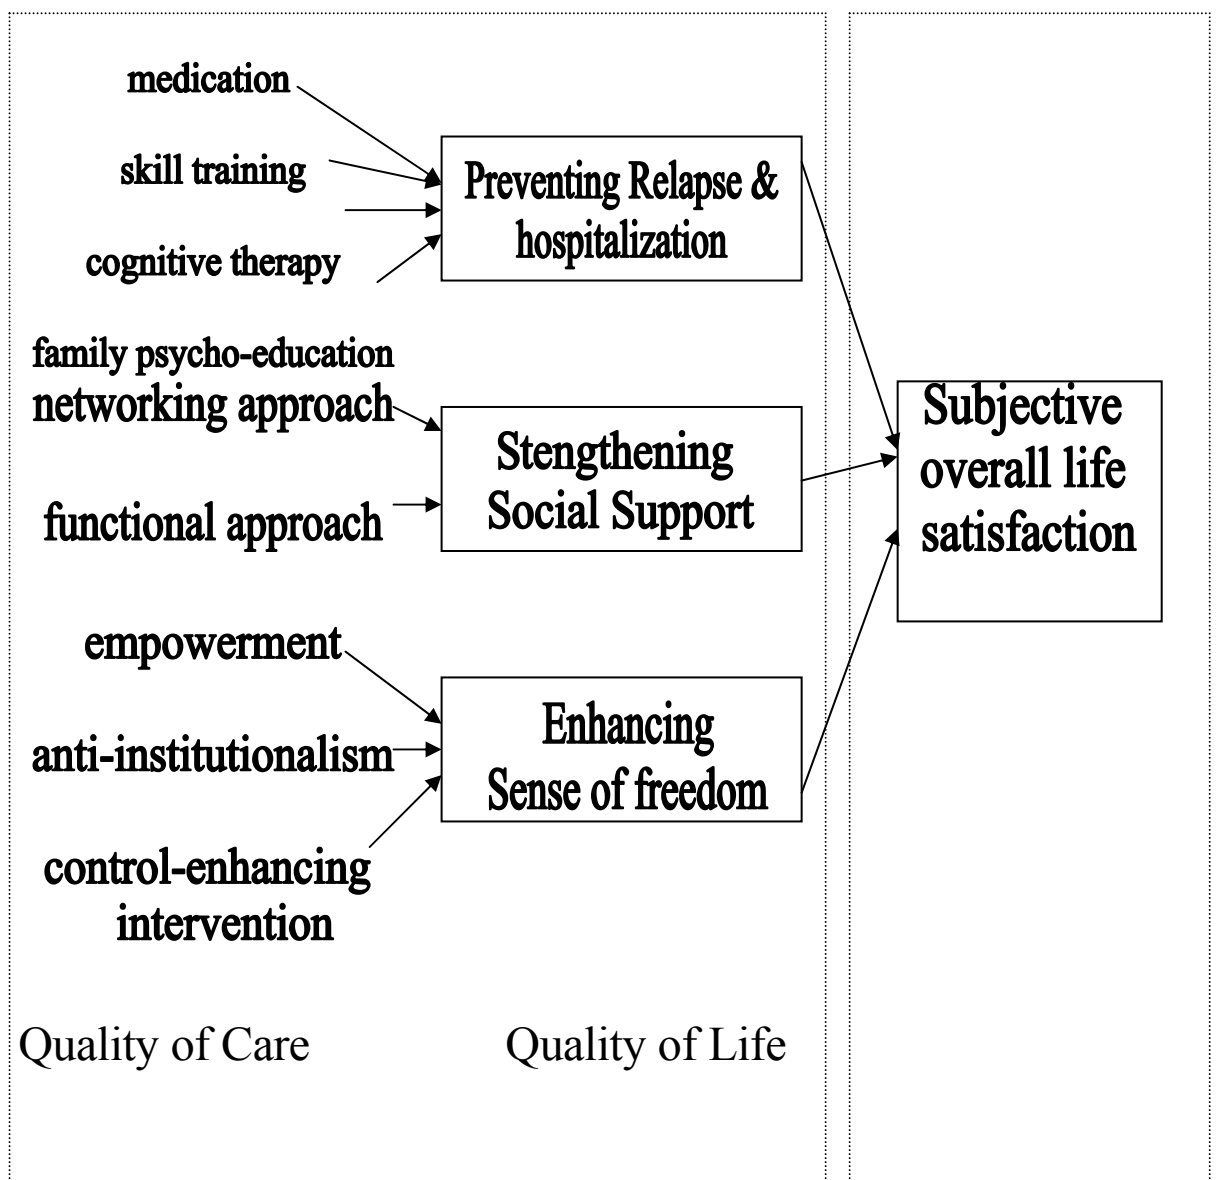 medication
skill training
cognitive therapy
family psycho-education
Preventing Relapse &
hospitalization
networking approach
functional approach
Stengthening
Social Support
empowerment
anti-institutionalism
control-enhancing
intervention
Enhancing
Sense of freedom
Subjective
overall life
satisfaction
Quality of Care
Quality of Life